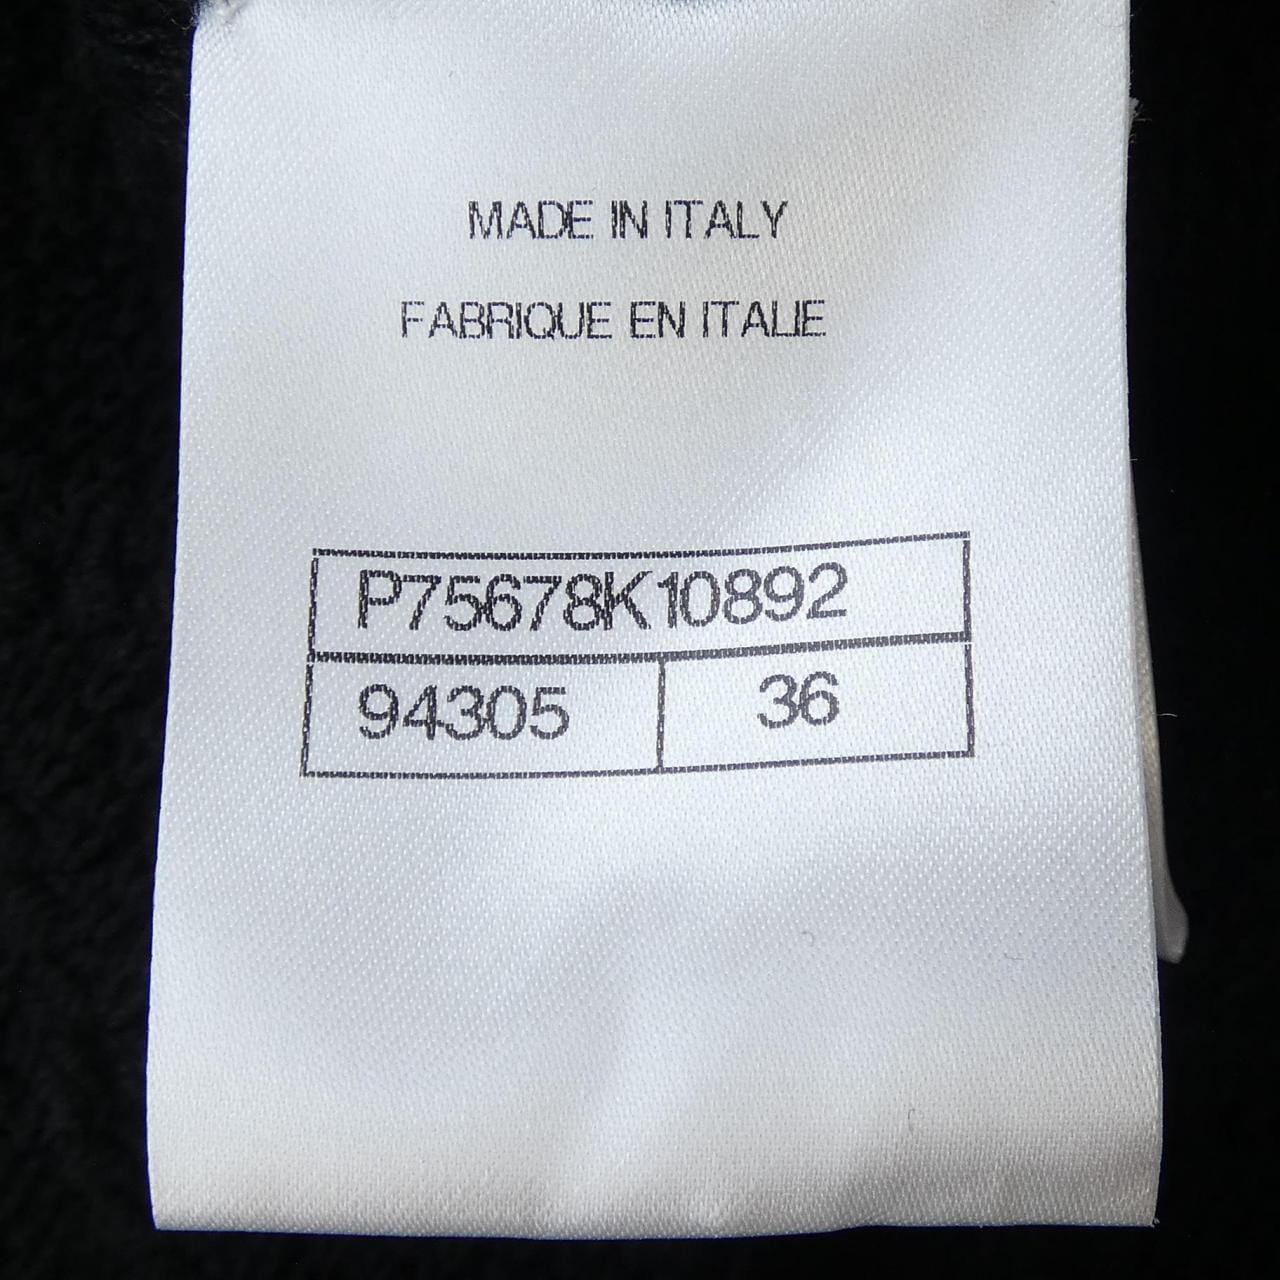 MADE IN ITALY
FABRIQUE EN ITALIE
P75678K10892
94305 36